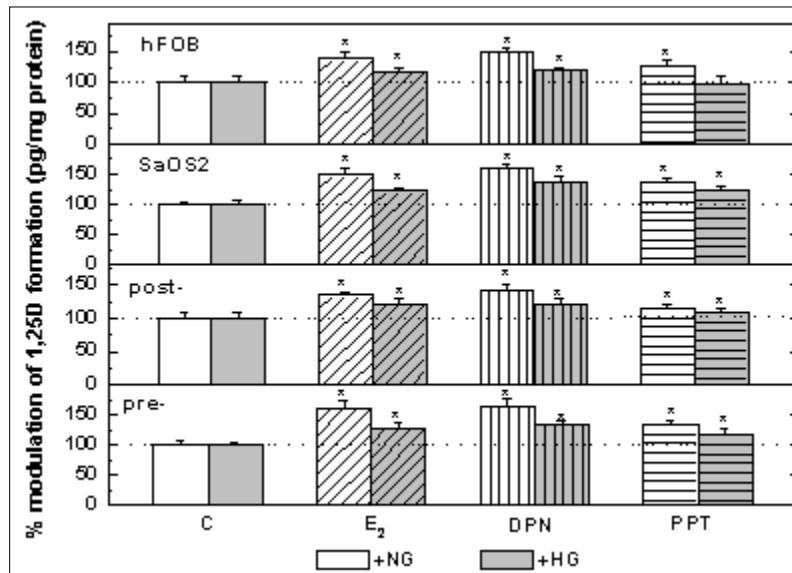 % modulation of 1,25D formation (pg/mg protein)
hFOB
150
100
50
0
* * * * *
SaOS2
150
100
50
0
* * * * * *
post-
150
100
50
0
* * * * * *
pre-
150
100
50
0
* * * * * *
C E₂ DPN PPT
+NG +HG